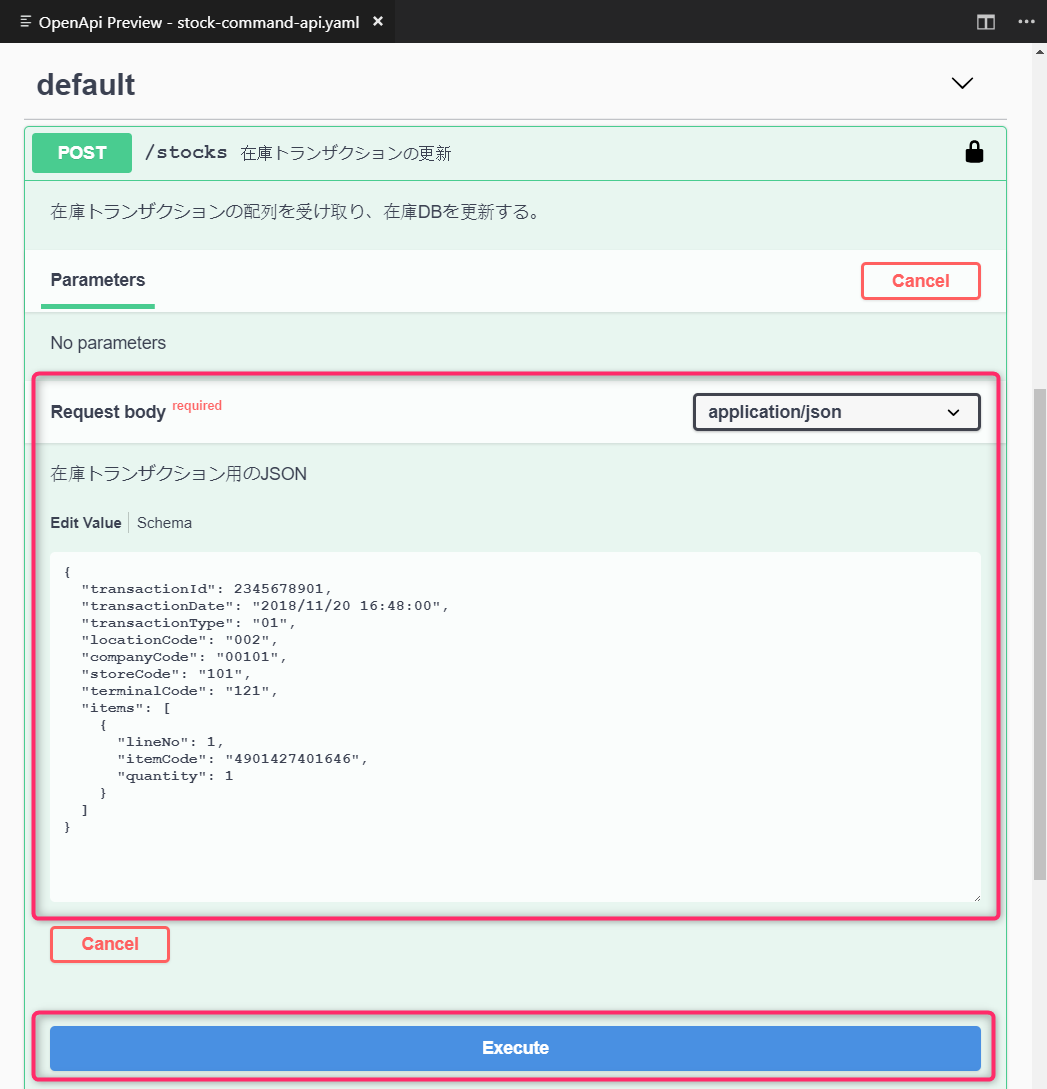 OpenApi Preview - stock-command-api.yaml ×
default
POST /stocks 在庫トランザクションの更新
在庫トランザクションの配列を受け取り、在庫DBを更新する。
Parameters Cancel
No parameters
Request body required application/json
在庫トランザクション用のJSON
Edit Value Schema
{
  "transactionId": 2345678901,
  "transactionDate": "2018/11/20 16:48:00",
  "transactionType": "01",
  "locationCode": "002",
  "companyCode": "00101",
  "storeCode": "101",
  "terminalCode": "121",
  "items": [
    {
      "lineNo": 1,
      "itemCode": "4901427401646",
      "quantity": 1
    }
  ]
}
Cancel
Execute